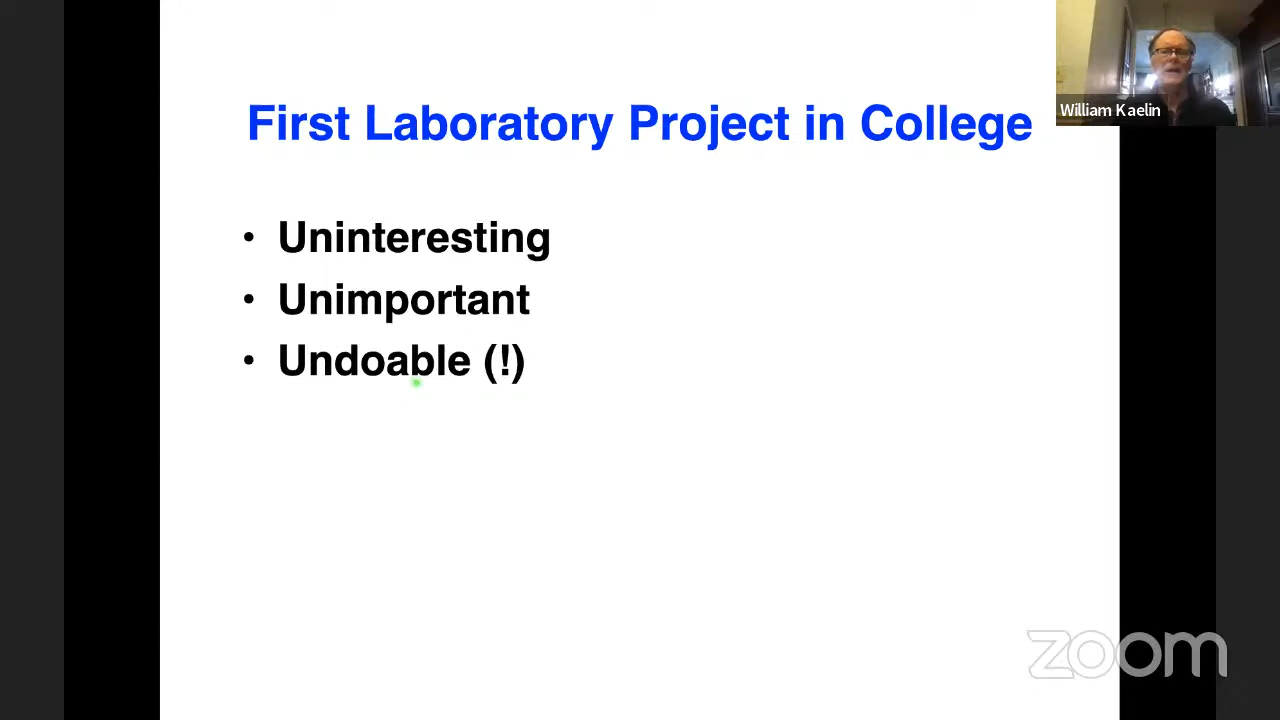 First Laboratory Project in College
William Kaelin
• Uninteresting
• Unimportant
• Undoable (!)
zoom